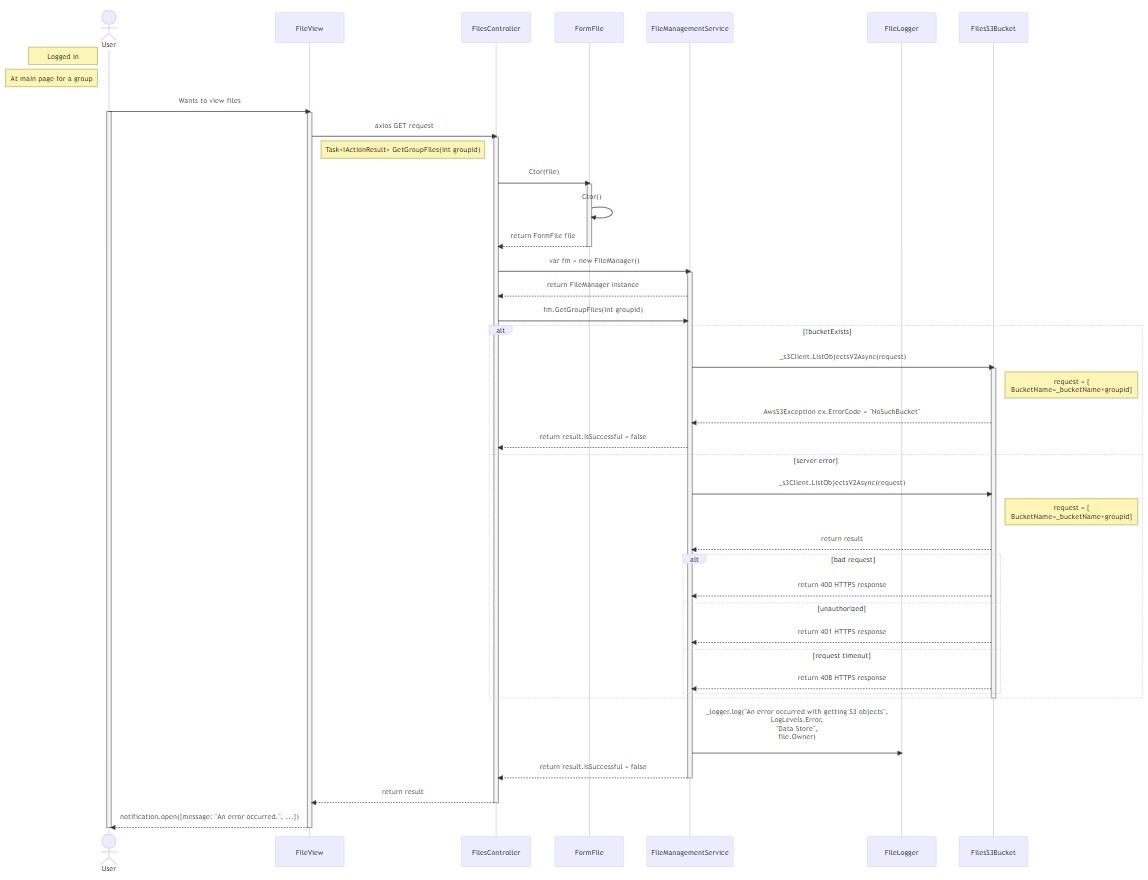 FileView
FilesController
FormFile
FileManagementService
FileLogger
FilesS3Bucket
User
Logged in
At main page for a group
Wants to view files
axios GET request
Task<IActionResult> GetGroupFiles(int groupId)
Ctor(file)
Ctor()
return FormFile file
var fm = new FileManager()
return FileManager instance
fm.GetGroupFiles(int groupId)
alt
[!bucketExists]
_s3Client.ListObjectsV2Async(request)
request = [
BucketName=_bucketName+groupId]
AwsS3Exception ex.ErrorCode = "NoSuchBucket"
return result.IsSuccessful = false
[server error]
_s3Client.ListObjectsV2Async(request)
request = [
BucketName=_bucketName+groupId]
return result
alt
[bad request]
return 400 HTTPS response
[unauthorized]
return 401 HTTPS response
[request timeout]
return 408 HTTPS response
_logger.log("An error occurred with getting S3 objects",
LogLevels.Error,
"Data Store",
file.Owner)
return result.IsSuccessful = false
return result
notification.open([message: "An error occurred.", ...])
User
FileView
FilesController
FormFile
FileManagementService
FileLogger
FilesS3Bucket